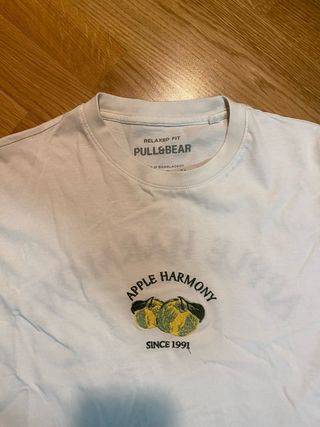 RELAXED FIT
PULL&BEAR
APPLE HARMONY
SINCE 1991